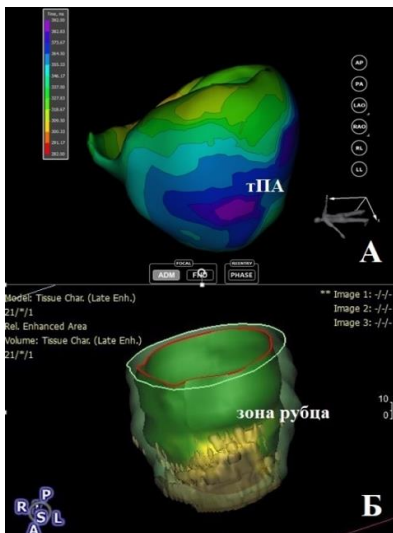 Time, ms
AP
PA
LAO
RAO
RL
LL
тПА
А
FOCAL
REENTRY
ADM
PHASE
Model: Tissue Char. (Late Enh.)
21/*/1
Rel. Enhanced Area
Volume: Tissue Char. (Late Enh.)
21/*/1
** Image 1: -/-/-
Image 2: -/-/-
Image 3: -/-/-
зона рубца
10
0
Б
P
R S L
A